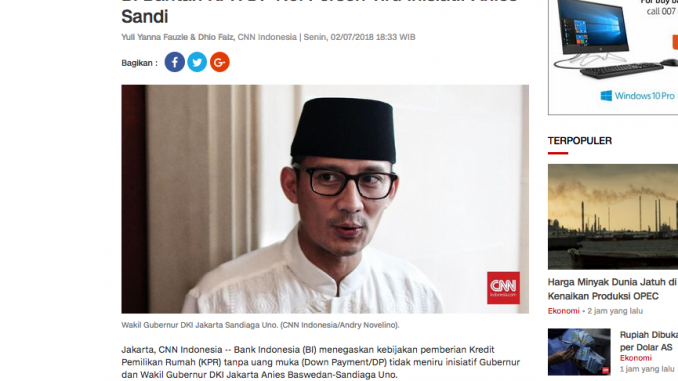 Sandi
Yuli Yanna Fauzie & Dhio Faiz, CNN Indonesia | Senin, 02/07/2018 18:33 WIB
Bagikan :
CNN
Indonesia.com
Wakil Gubernur DKI Jakarta Sandiaga Uno. (CNN Indonesia/Andry Novelino).
Jakarta, CNN Indonesia -- Bank Indonesia (BI) menegaskan kebijakan pemberian Kredit
Pemilikan Rumah (KPR) tanpa uang muka (Down Payment/DP) tidak meniru inisiatif Gubernur
dan Wakil Gubernur DKI Jakarta Anies Baswedan-Sandiaga Uno.
For busy
call 007
Windows 10 Pro
TERPOPULER
Harga Minyak Dunia Jatuh di
Kenaikan Produksi OPEC
Ekonomi • 2 jam yang lalu
Rupiah Dibuka
per Dolar AS
Ekonomi
1 jam yang lalu